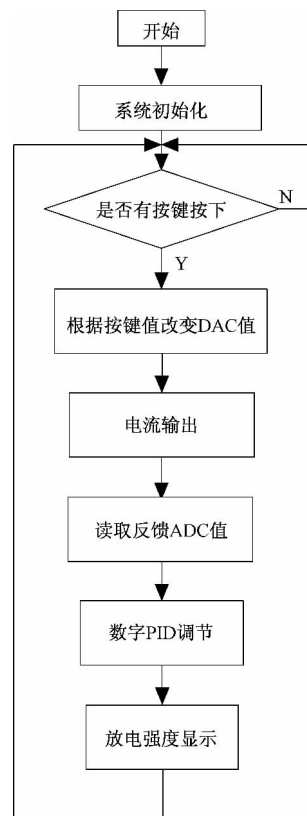 开始
系统初始化
是否有按键按下
N
Y
根据按键值改变DAC值
电流输出
读取反馈ADC值
数字PID调节
放电强度显示